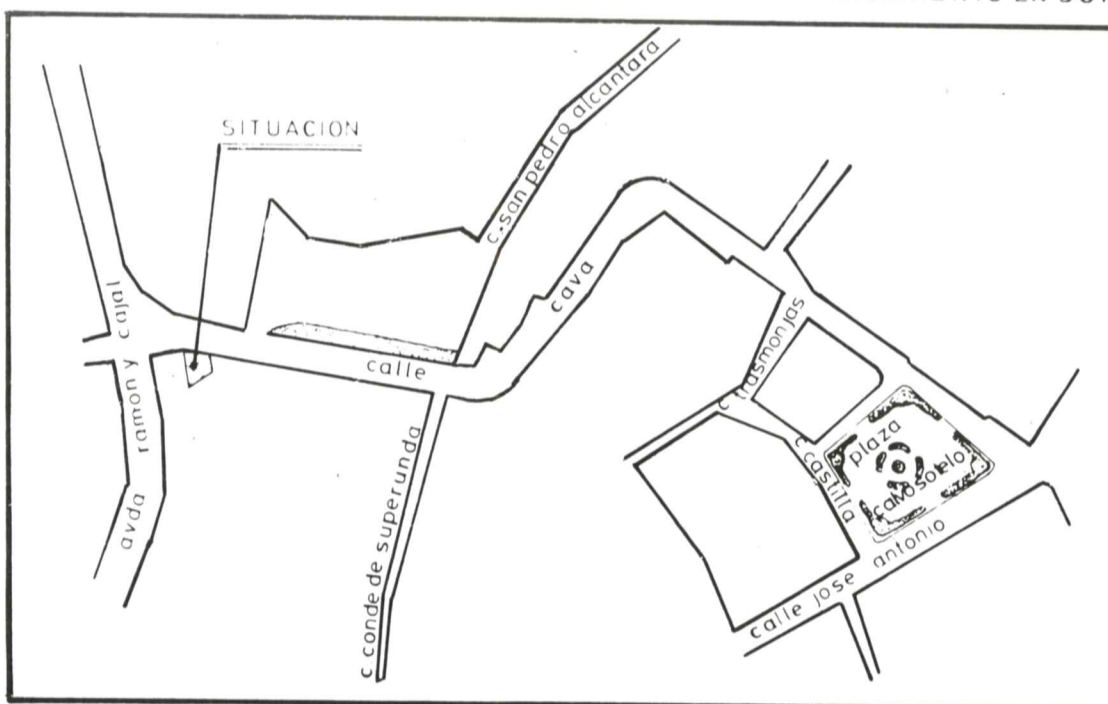 SITUACION
c. san pedro alcantara
avda ramon y cajal
calle cava
c conde de superunda
c trasmonjas
c castilla
plaza
calvo sotelo
calle jose antonio